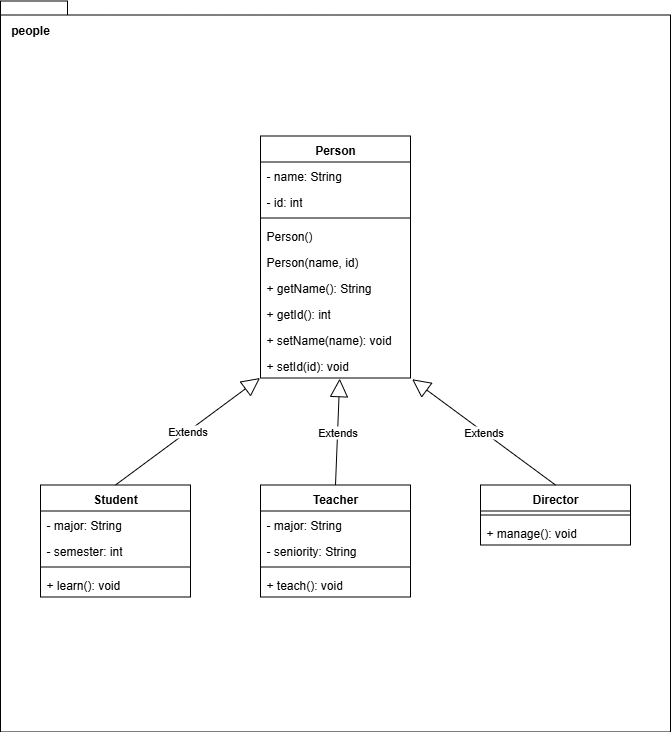 people
Person
- name: String
- id: int
Person()
Person(name, id)
+ getName(): String
+ getId(): int
+ setName(name): void
+ setId(id): void
Extends
Extends
Extends
Student
- major: String
- semester: int
+ learn(): void
Teacher
- major: String
- seniority: String
+ teach(): void
Director
+ manage(): void